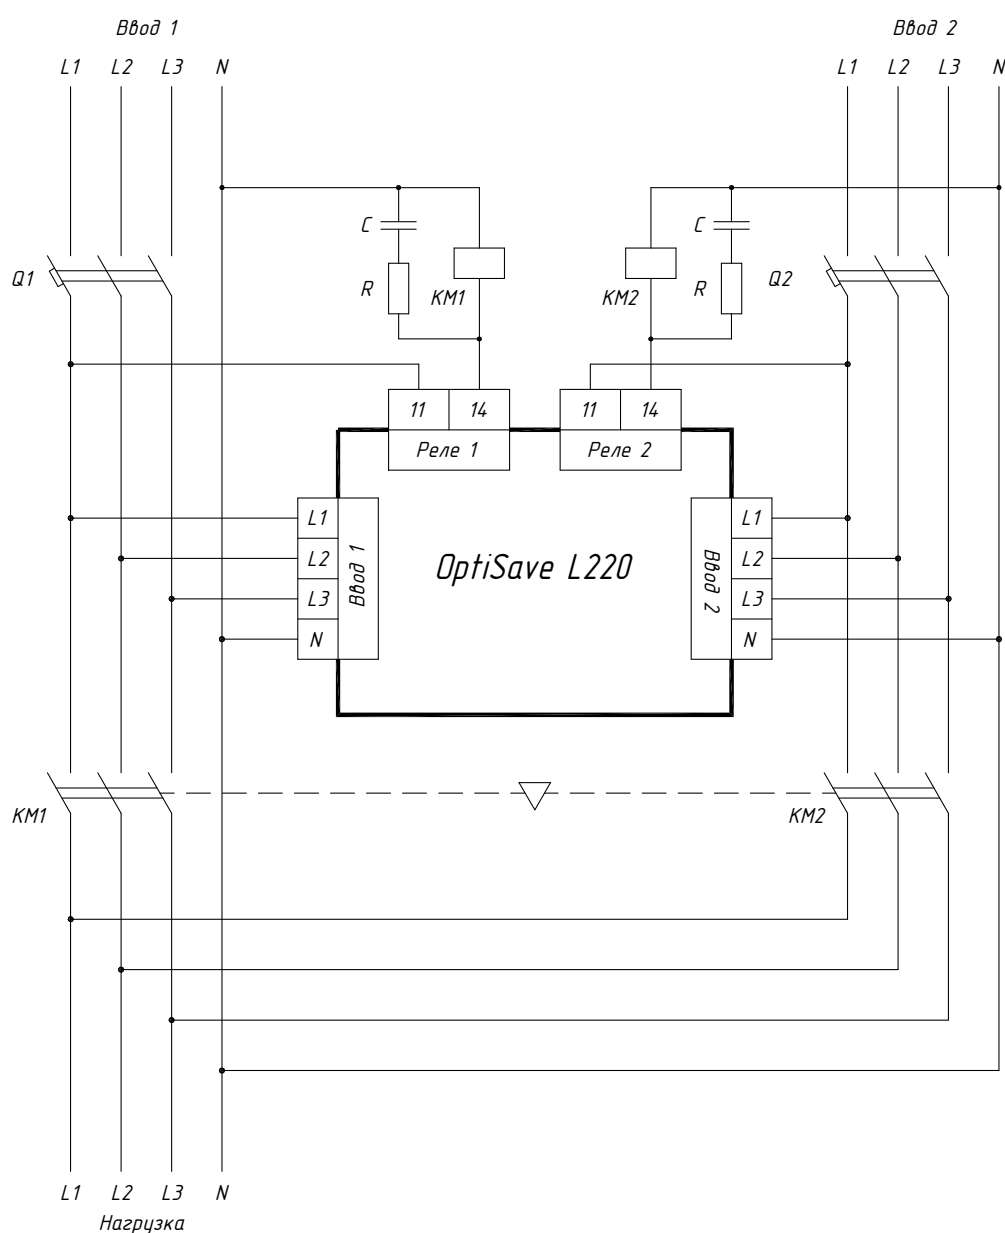 Ввод 1
Ввод 2
L1 L2 L3 N
L1 L2 L3 N
C
C
Q1
R
KM1
KM2
R
Q2
11 14
11 14
Реле 1
Реле 2
L1
L2
L3
N
Ввод 1
OptiSave L220
Ввод 2
L1
L2
L3
N
KM1
KM2
L1 L2 L3 N
Нагрузка